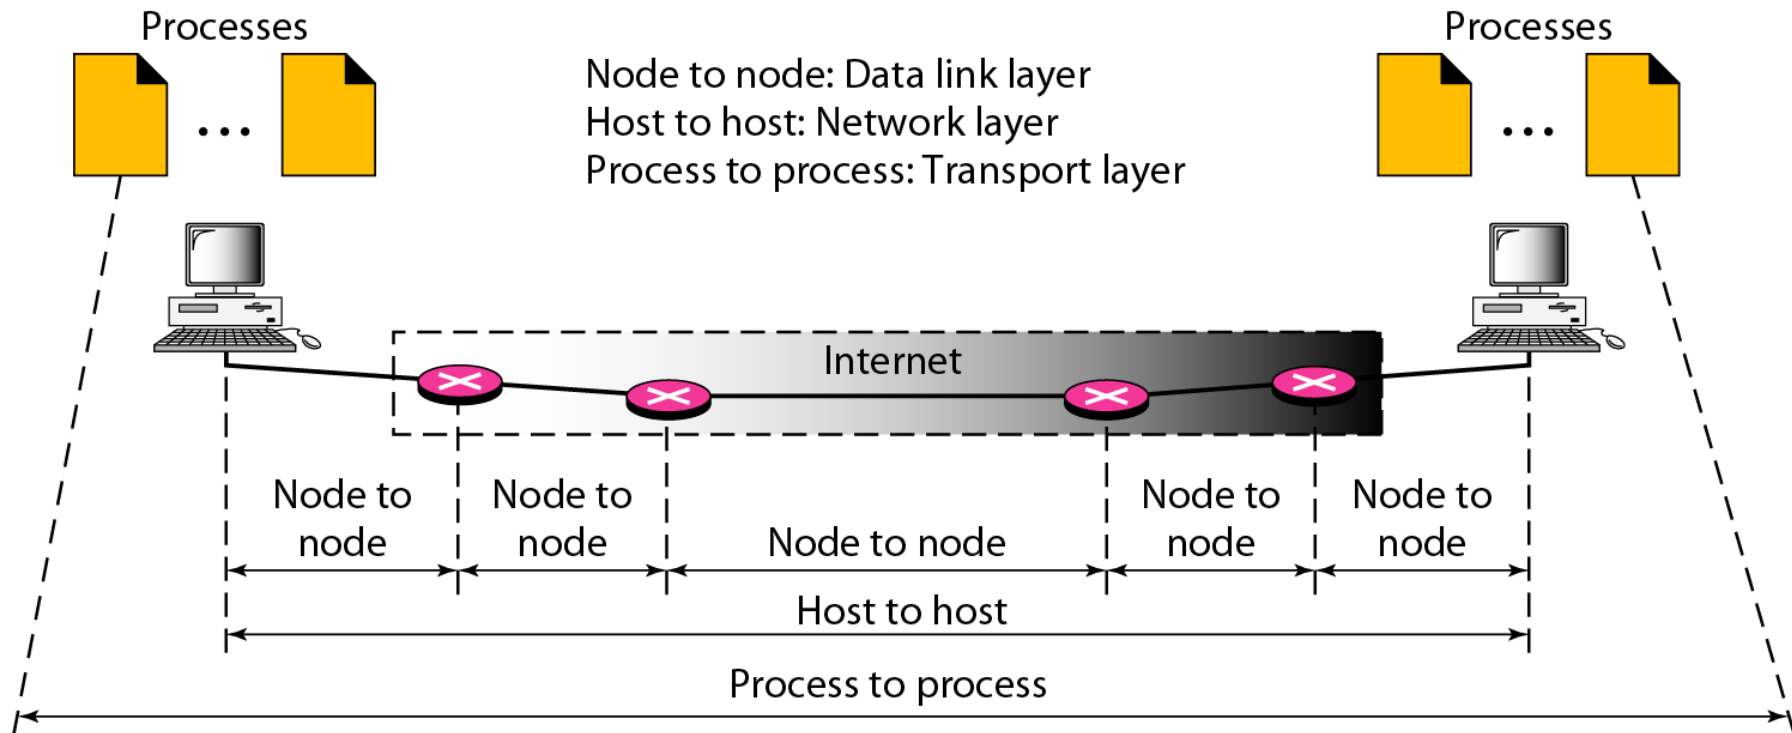 Processes
Processes
Node to node: Data link layer
Host to host: Network layer
Process to process: Transport layer
Internet
Node to
node
Node to
node
Node to node
Node to
node
Node to
node
Host to host
Process to process